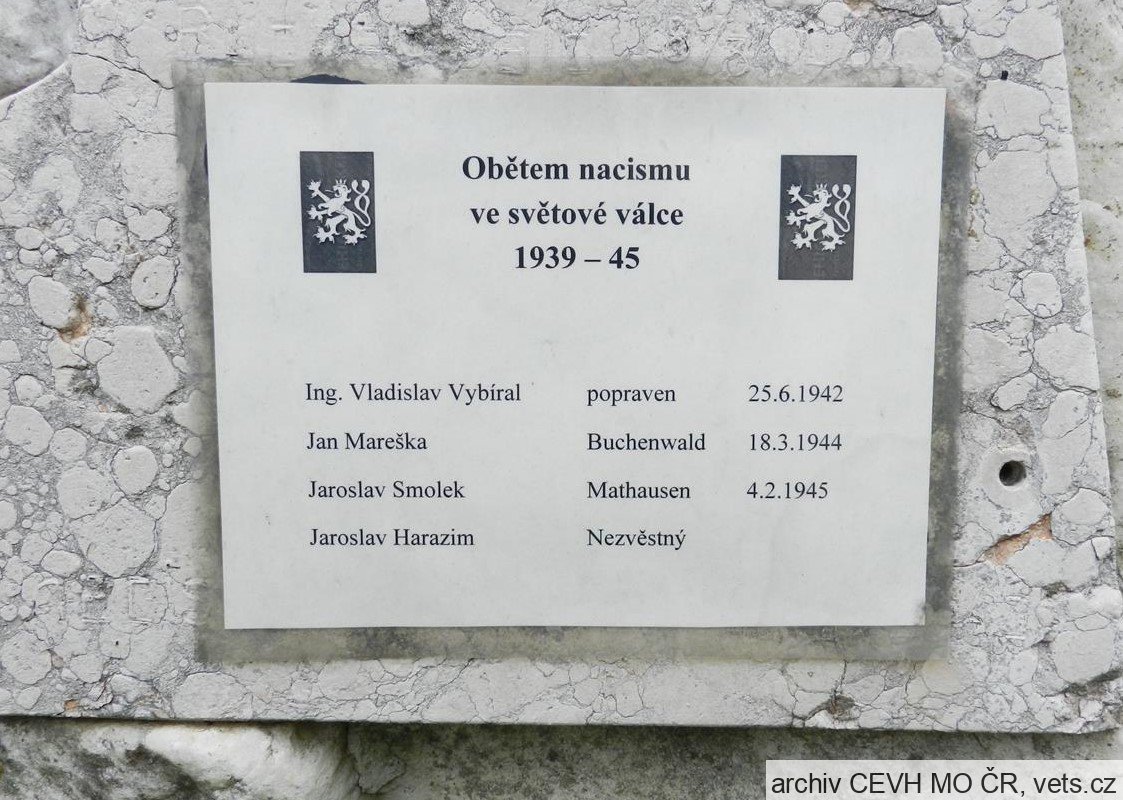 Obětem nacismu
ve světové válce
1939 – 45
Ing. Vladislav Vybíral popraven 25.6.1942
Jan Mareška Buchenwald 18.3.1944
Jaroslav Smolek Mathausen 4.2.1945
Jaroslav Harazim Nezvěstný
archiv CEVH MO ČR, vets.cz